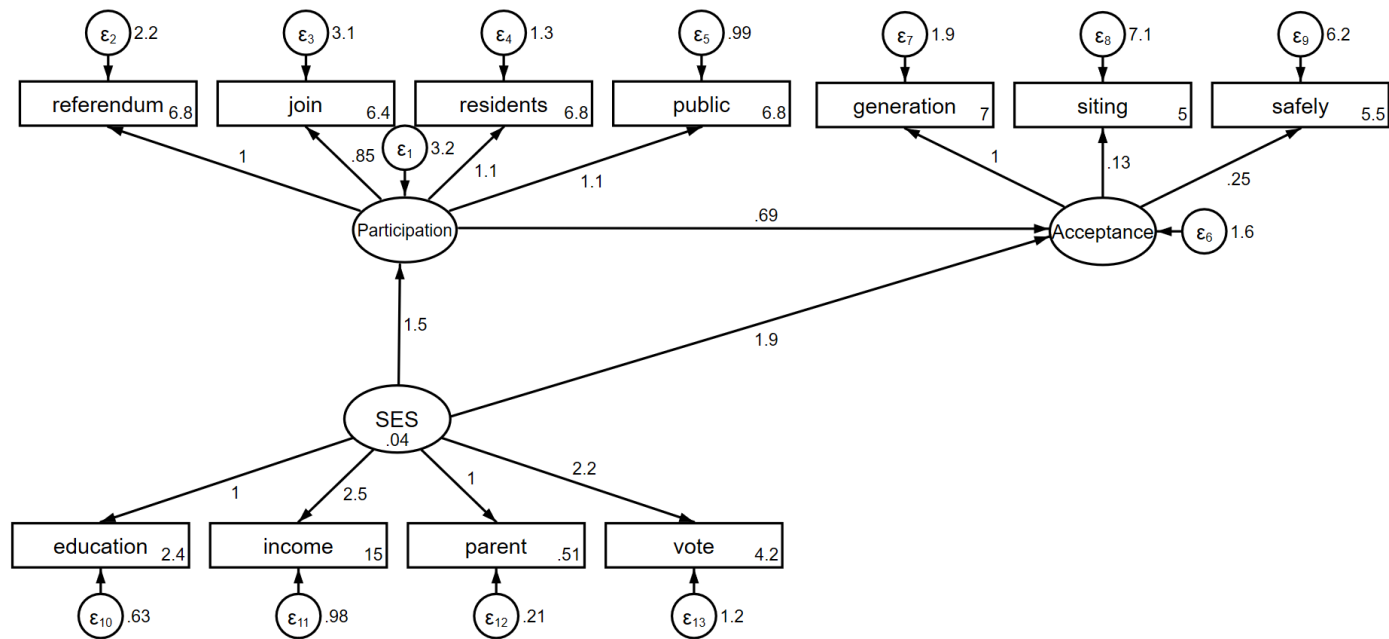 ε₂ 2.2
ε₃ 3.1
ε₄ 1.3
ε₅ .99
ε₇ 1.9
ε₈ 7.1
ε₉ 6.2
referendum 6.8
join 6.4
residents 6.8
public 6.8
generation 7
siting 5
safely 5.5
1
.85
ε₁ 3.2
1.1
1.1
1
.13
.25
Participation
.69
Acceptance
ε₆ 1.6
1.5
1.9
SES
.04
1
2.5
1
2.2
education 2.4
income 15
parent .51
vote 4.2
ε₁₀ .63
ε₁₁ .98
ε₁₂ .21
ε₁₃ 1.2